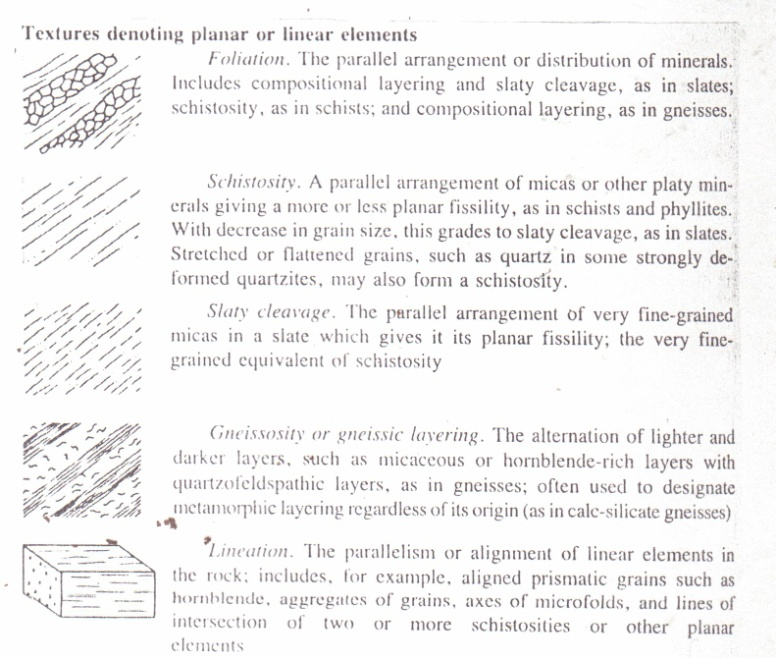 Textures denoting planar or linear elements
Foliation. The parallel arrangement or distribution of minerals.
Includes compositional layering and slaty cleavage, as in slates;
schistosity, as in schists; and compositional layering, as in gneisses.
Schistosity. A parallel arrangement of micas or other platy min-
erals giving a more or less planar fissility, as in schists and phyllites.
With decrease in grain size, this grades to slaty cleavage, as in slates.
Stretched or flattened grains, such as quartz in some strongly de-
formed quartzites, may also form a schistosity.
Slaty cleavage. The parallel arrangement of very fine-grained
micas in a slate which gives it its planar fissility; the very fine-
grained equivalent of schistosity
Gneissosity or gneissic layering. The alternation of lighter and
darker layers, such as micaceous or hornblende-rich layers with
quartzofeldspathic layers, as in gneisses; often used to designate
metamorphic layering regardless of its origin (as in calc-silicate gneisses)
Lineation. The parallelism or alignment of linear elements in
the rock; includes, for example, aligned prismatic grains such as
hornblende, aggregates of grains, axes of microfolds, and lines of
intersection of two or more schistosities or other planar
elements